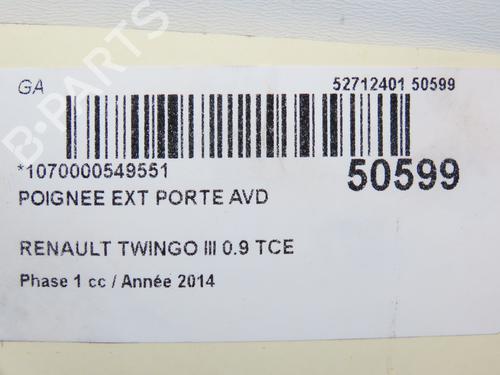 GA
52712401 50599
*1070000549551
50599
POIGNEE EXT PORTE AVD
RENAULT TWINGO III 0.9 TCE
Phase 1 cc / Année 2014
B-PARTS